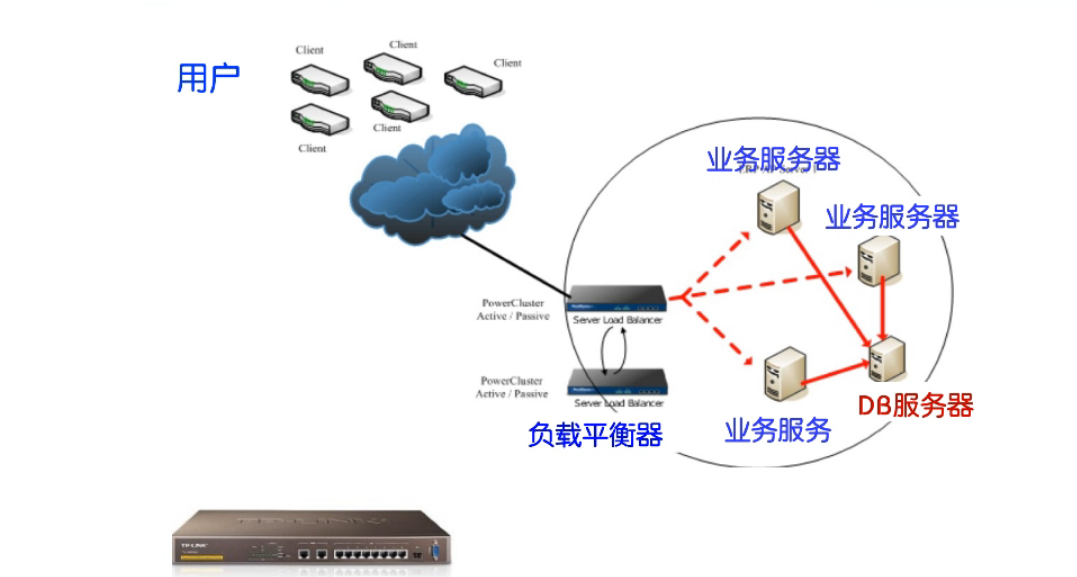 Client
Client
Client
用户
Client
Client
业务服务器
业务服务器
PowerCluster
Active / Passive
Server Load Balancer
PowerCluster
Active / Passive
Server Load Balancer
DB服务器
负载平衡器
业务服务
TP-LINK
TP-LINK